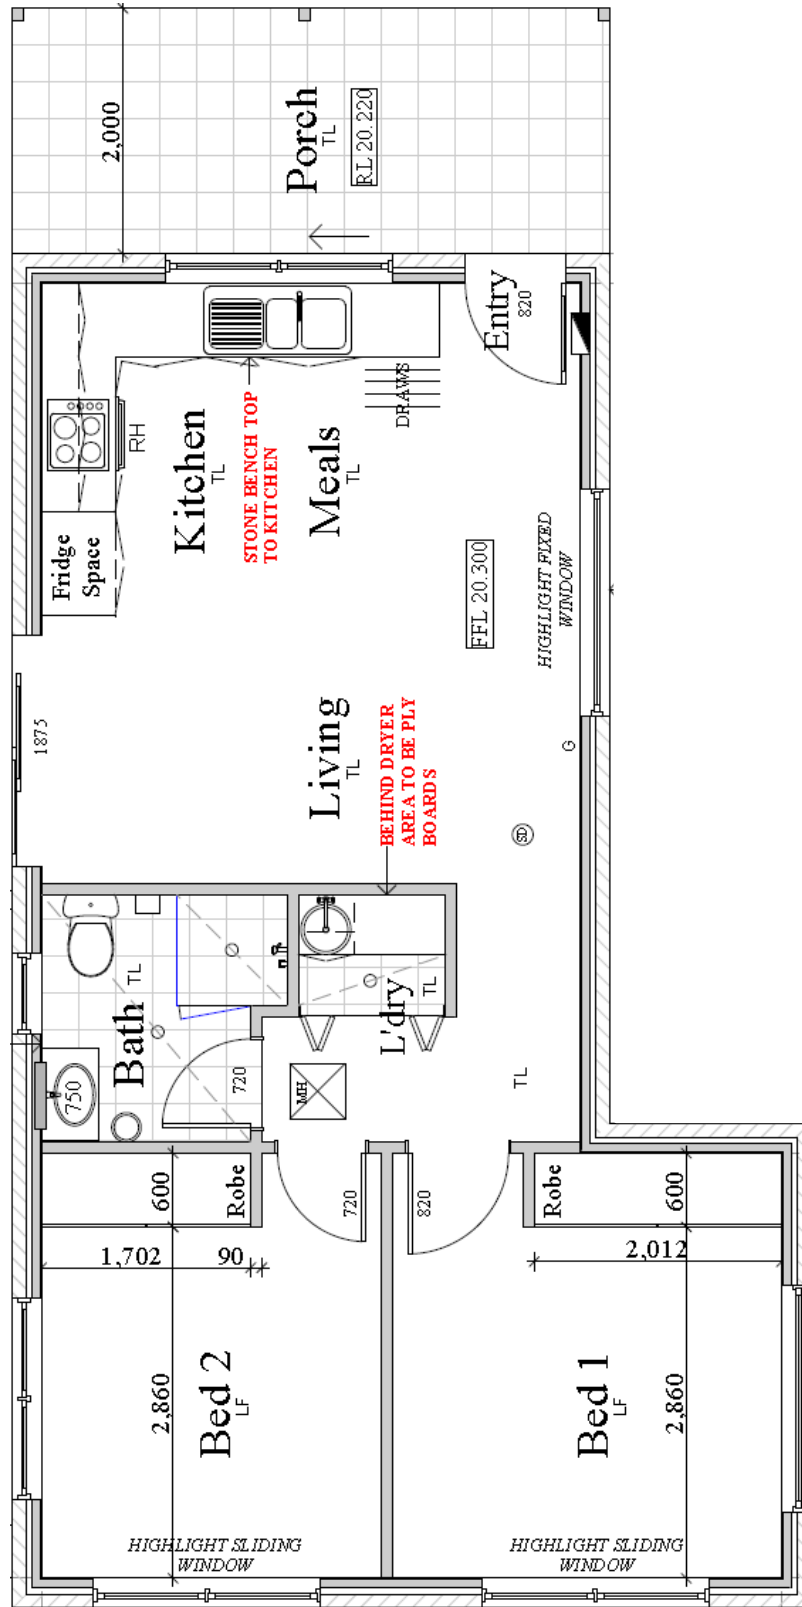 2,000
Porch
TL
RL 20.220
Entry
820
RH
Kitchen
TL
STONE BENCH TOP
TO KITCHEN
Meals
TL
DRAWS
Fridge
Space
FFL 20.300
HIGHLIGHT FIXED
WINDOW
1875
Living
TL
BEHIND DRYER
AREA TO BE PLY
BOARDS
G
SD
Bath
TL
750
720
L'dry
TL
MH
TL
600
Robe
720
820
Robe
600
1,702
90
2,012
2,860
Bed 2
LF
Bed 1
LF
2,860
HIGHLIGHT SLIDING
WINDOW
HIGHLIGHT SLIDING
WINDOW